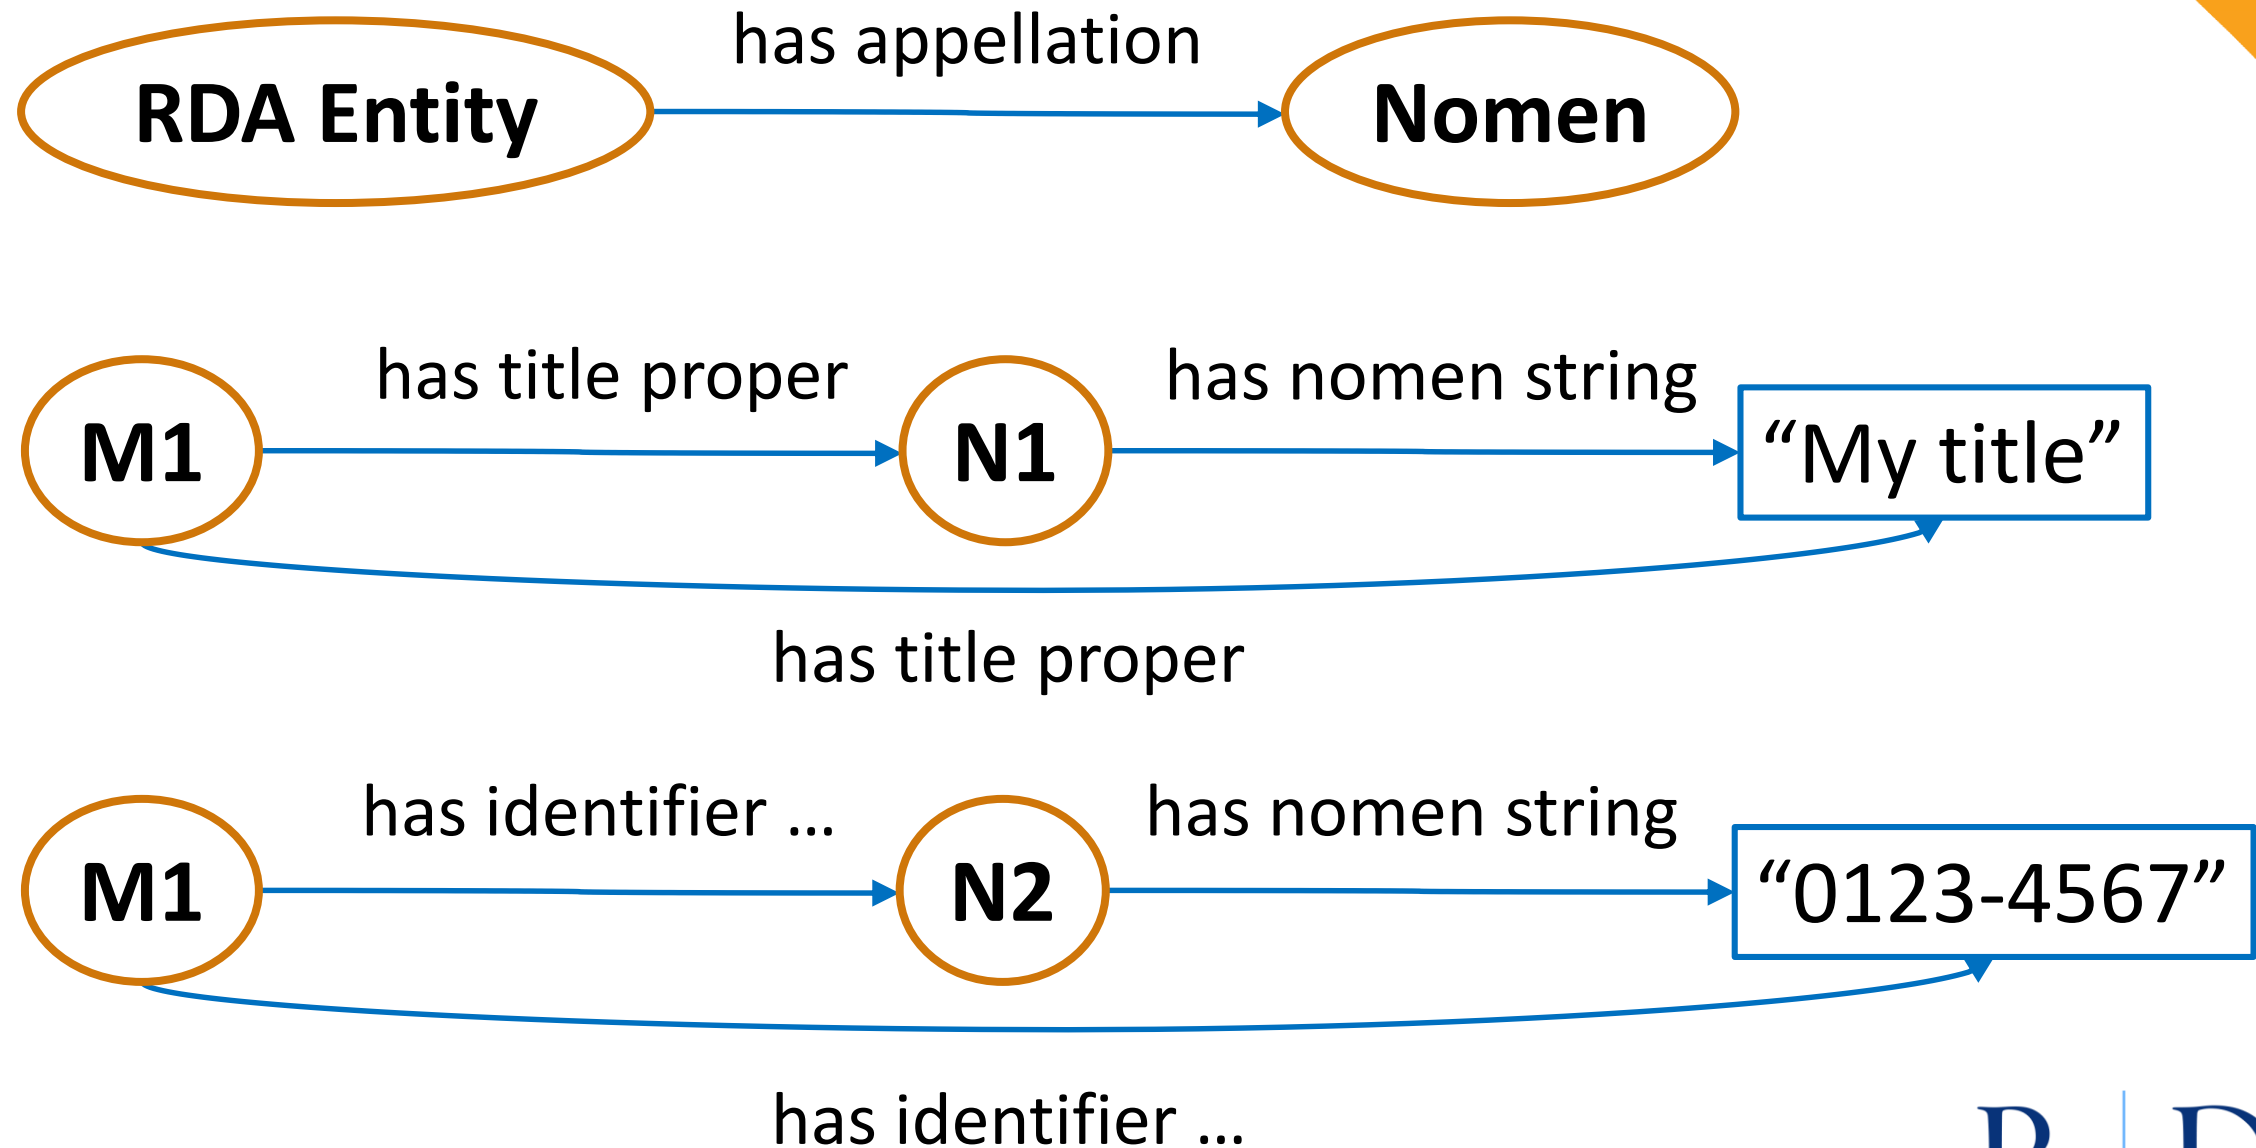 has appellation
RDA Entity
Nomen
has title proper
has nomen string
M1
N1
“My title”
has title proper
has identifier ...
has nomen string
M1
N2
“0123-4567”
has identifier ...
R | D